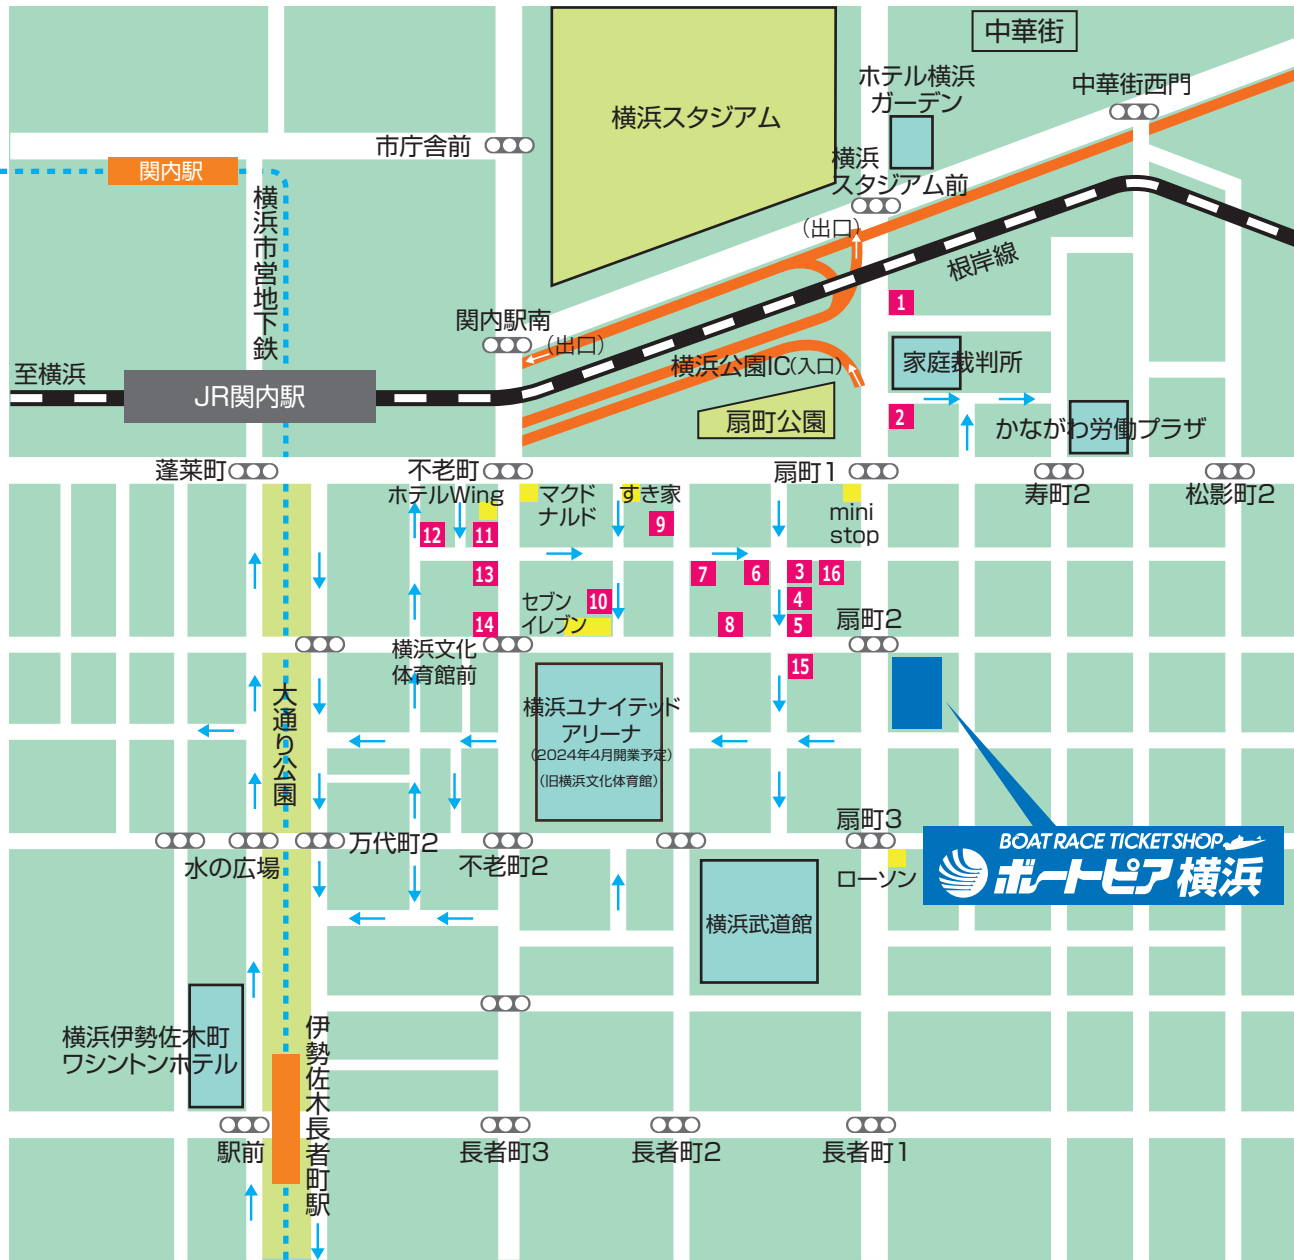 中華街
ホテル横浜
ガーデン
中華街西門
横浜スタジアム
市庁舎前
関内駅
横浜
スタジアム前
(出口)
横浜市営地下鉄
根岸線
1
関内駅南
(出口)
至横浜
JR関内駅
横浜公園IC(入口)
家庭裁判所
扇町公園
2
かながわ労働プラザ
蓬莱町
不老町
扇町1
寿町2
松影町2
ホテルWing
マクド
ナルド
すき家
mini
stop
12
11
9
13
7
6
3
16
セブン
イレブン
10
4
14
8
5
扇町2
横浜文化
体育館前
15
大通り公園
横浜ユナイテッド
アリーナ
(2024年4月開業予定)
(旧横浜文化体育館)
扇町3
BOAT RACE TICKET SHOP
ボートピア横浜
水の広場
万代町2
不老町2
ローソン
横浜武道館
横浜伊勢佐木町
ワシントンホテル
伊勢佐木長者町駅
駅前
長者町3
長者町2
長者町1